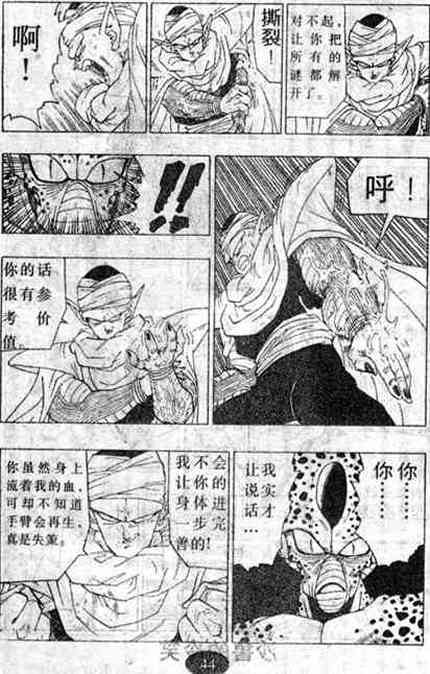 对不起，把
让你的
所有解
谜都
开了。
撕裂！
啊！
呼！
！！
你的话
很有参
考价
值。
你……
你……
让我
说实
话才
…
我不会
让你的
身体进
步完
善的！
你虽然身上
流着我的血，
可却不知道
手臂会再生，
真是失策。
44